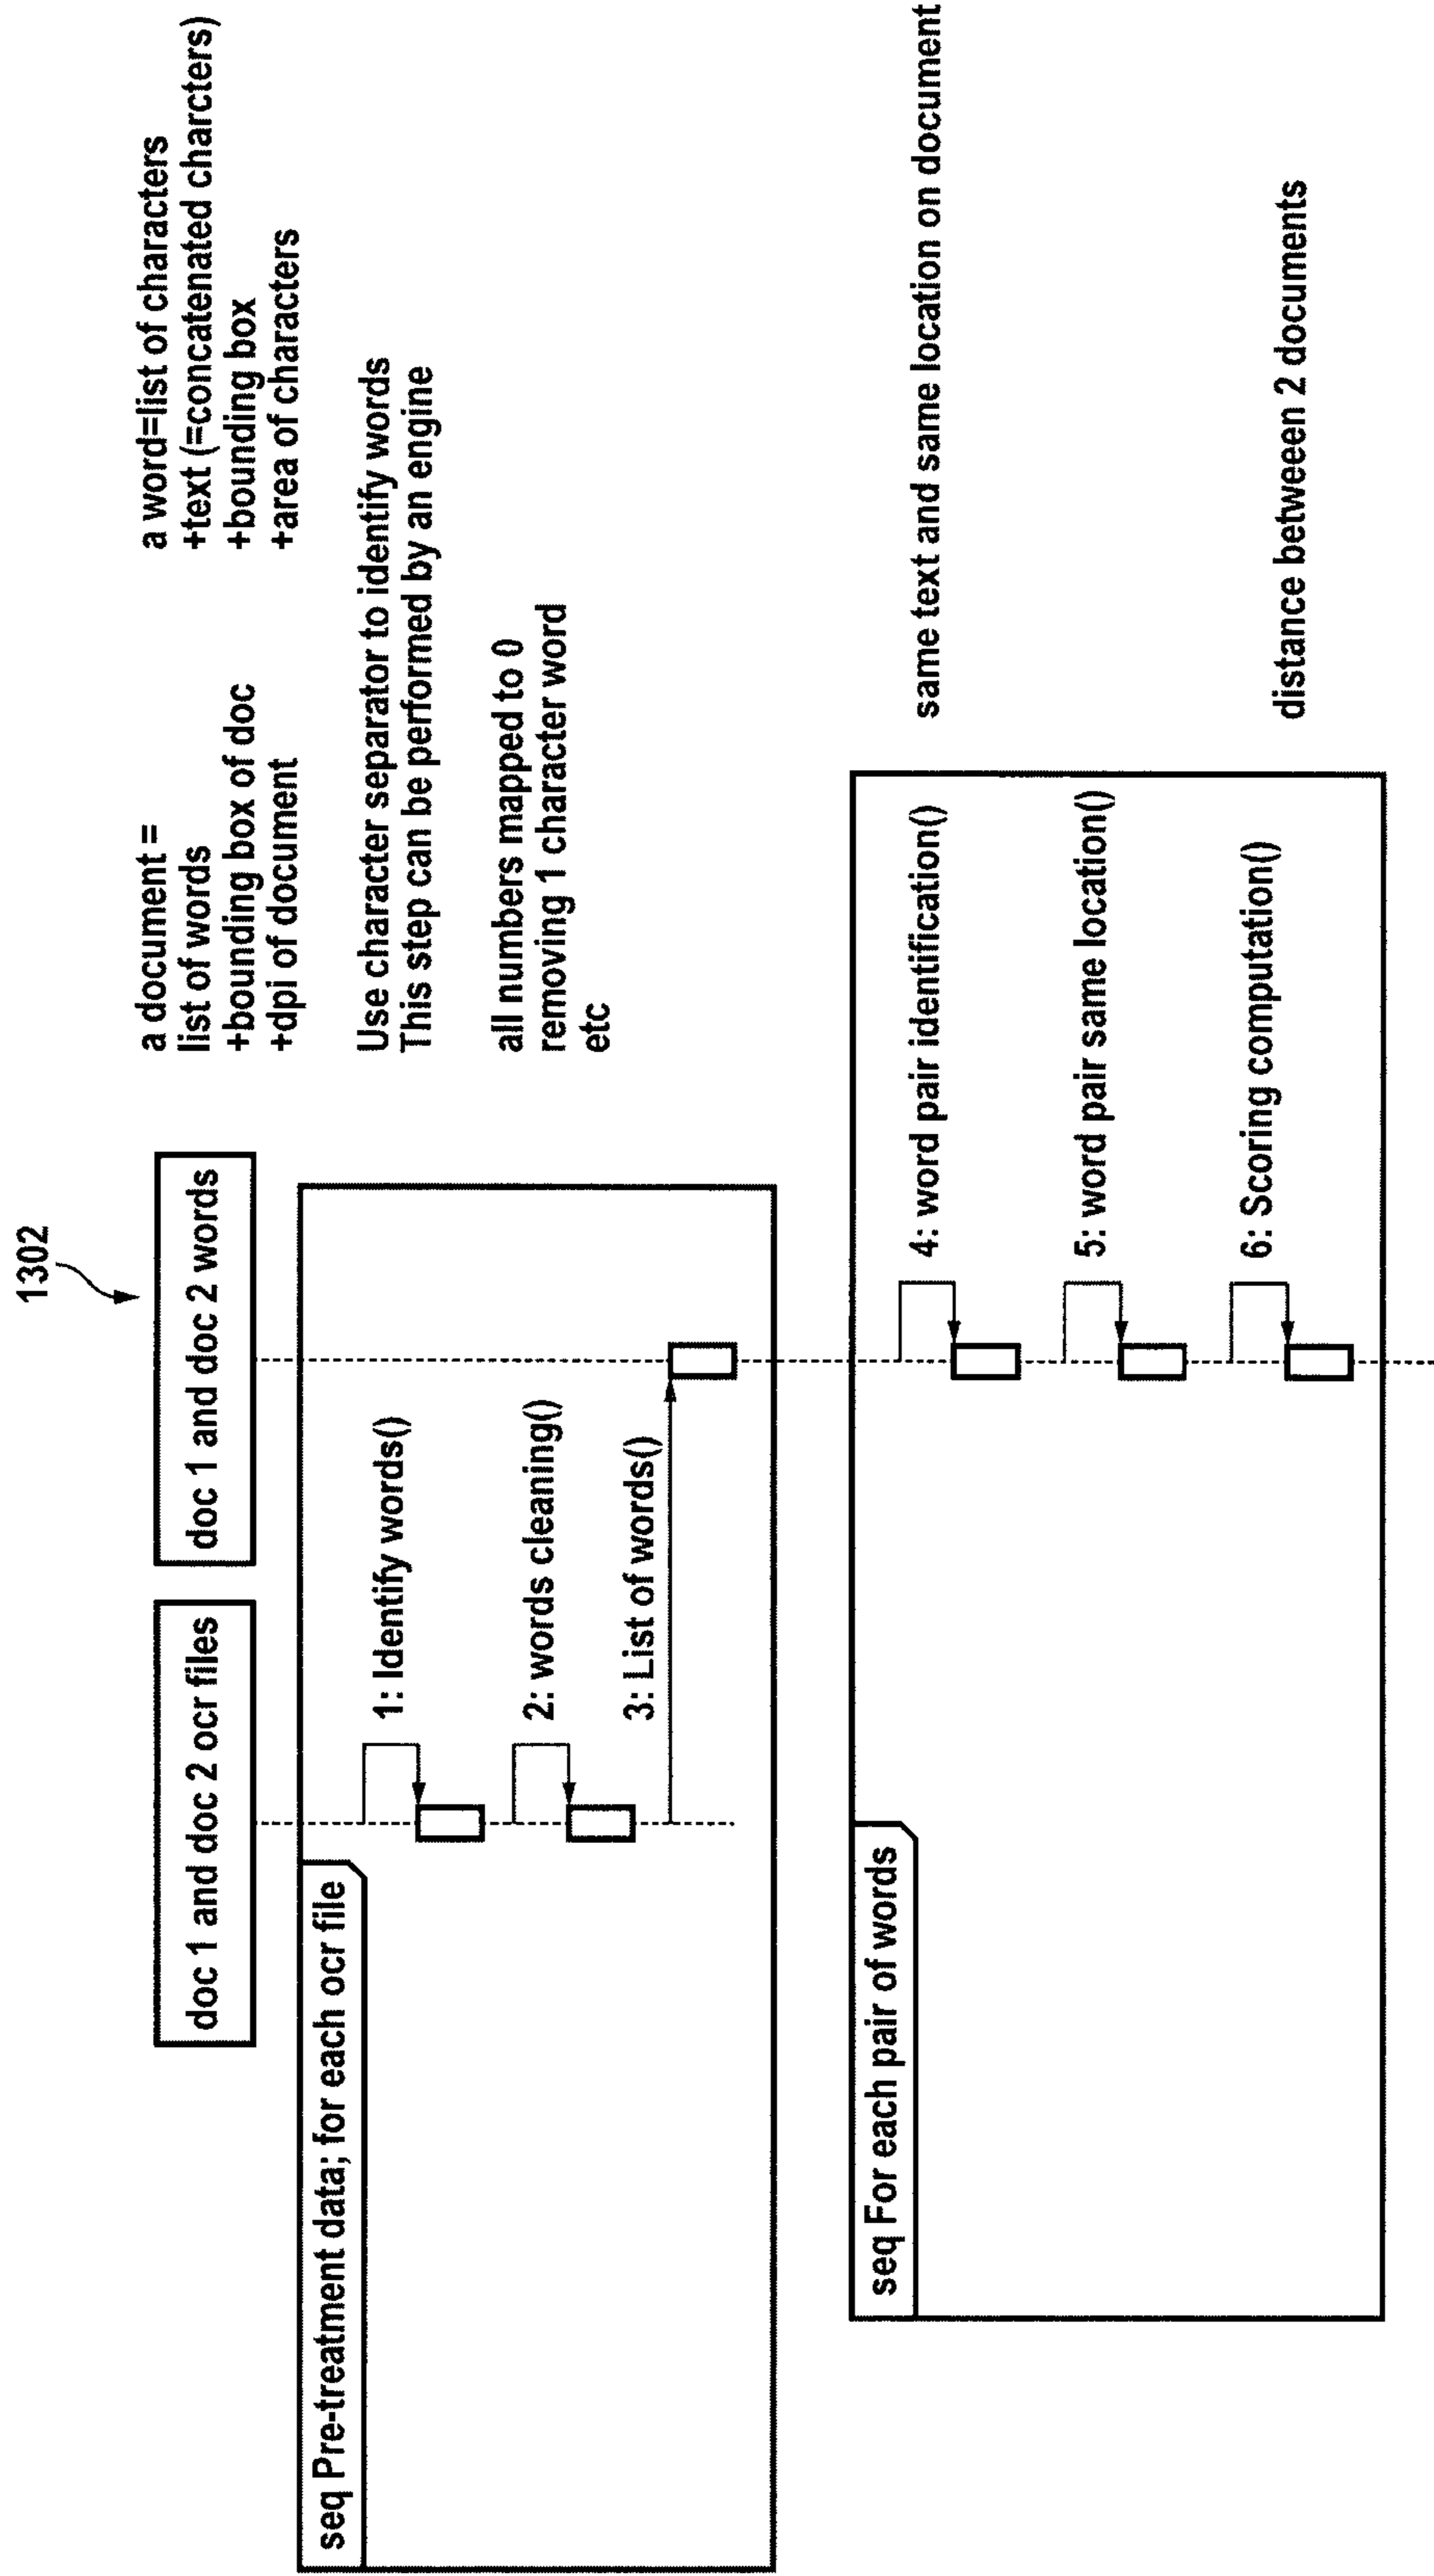 1302
doc 1 and doc 2 ocr files
doc 1 and doc 2 words
a document =
list of words
+bounding box of doc
+dpi of document
a word=list of characters
+text (=concatenated charcters)
+bounding box
+area of characters
seq Pre-treatment data; for each ocr file
1: Identify words()
Use character separator to identify words
This step can be performed by an engine
2: words cleaning()
all numbers mapped to 0
removing 1 character word
etc
3: List of words()
seq For each pair of words
4: word pair identification()
same text and same location on document
5: word pair same location()
6: Scoring computation()
distance between 2 documents